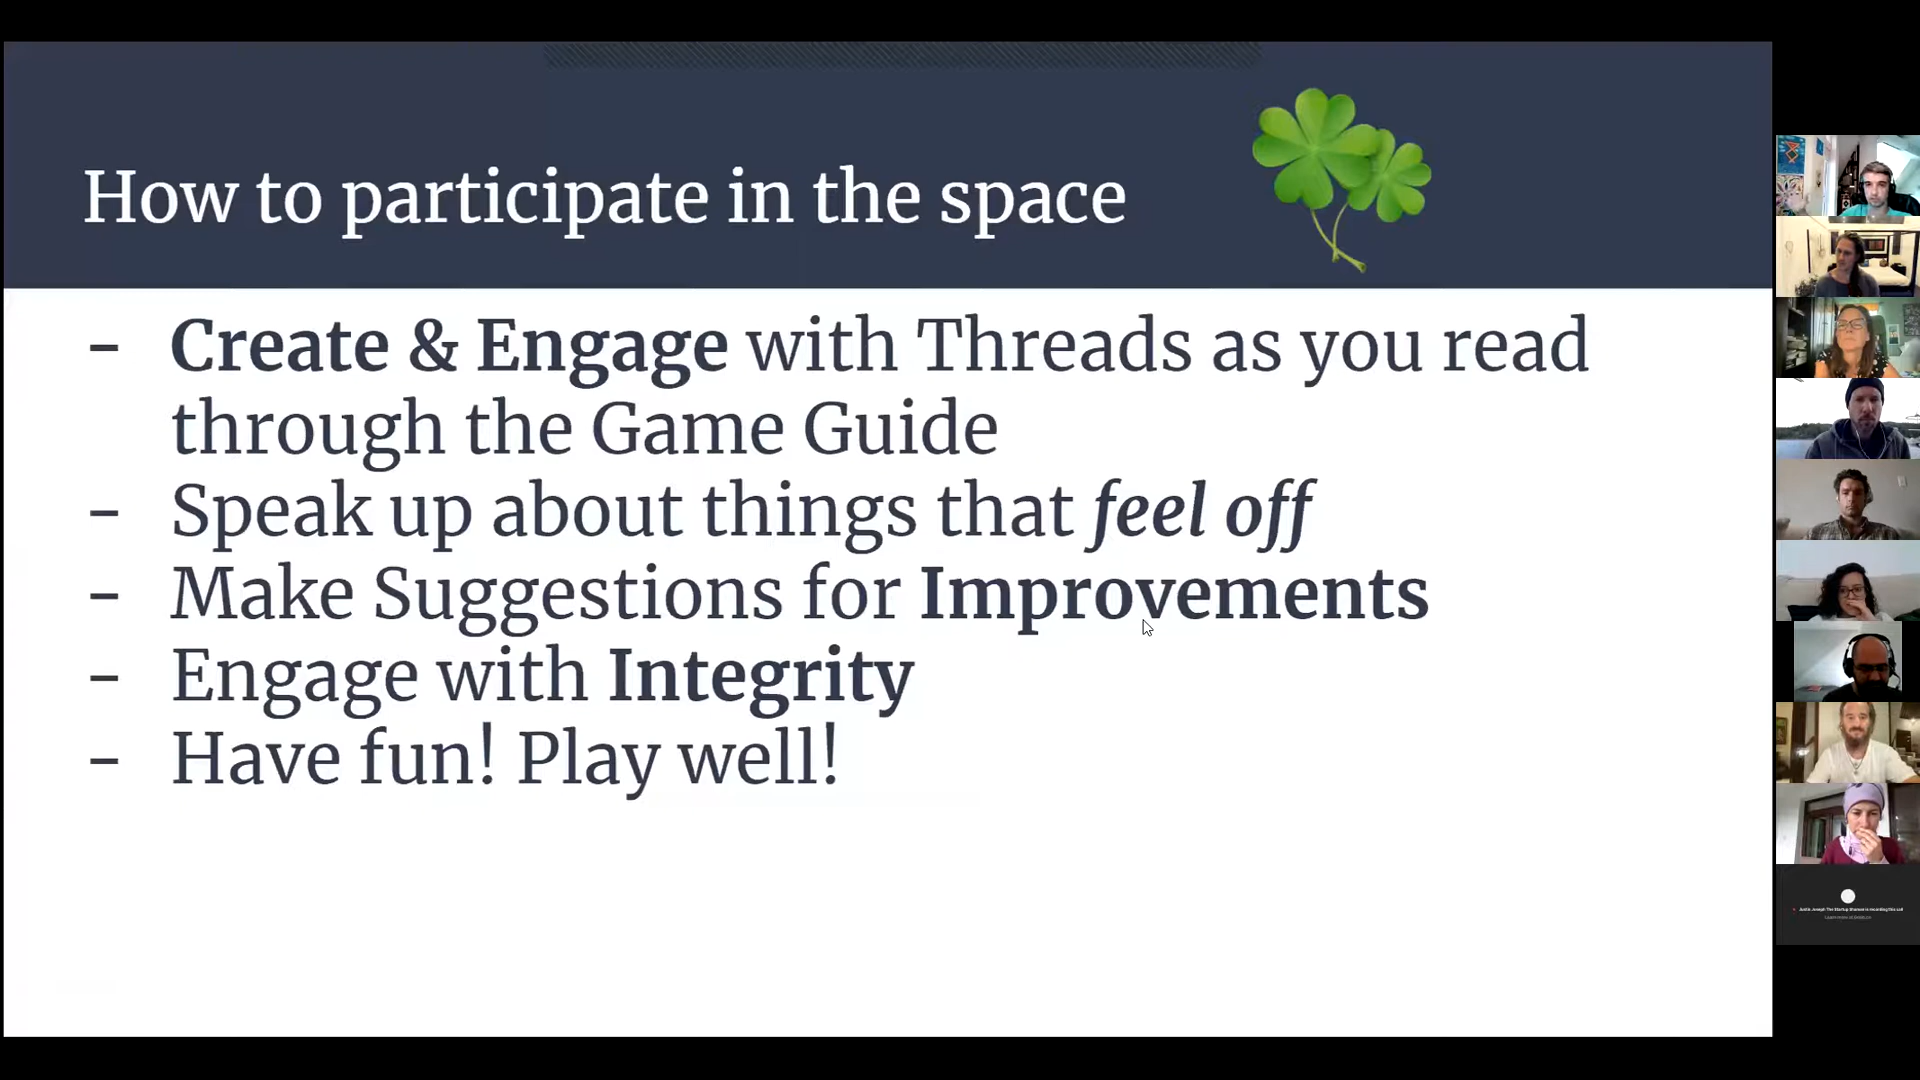 How to participate in the space
- Create & Engage with Threads as you read
through the Game Guide
- Speak up about things that feel off
- Make Suggestions for Improvements
- Engage with Integrity
- Have fun! Play well!